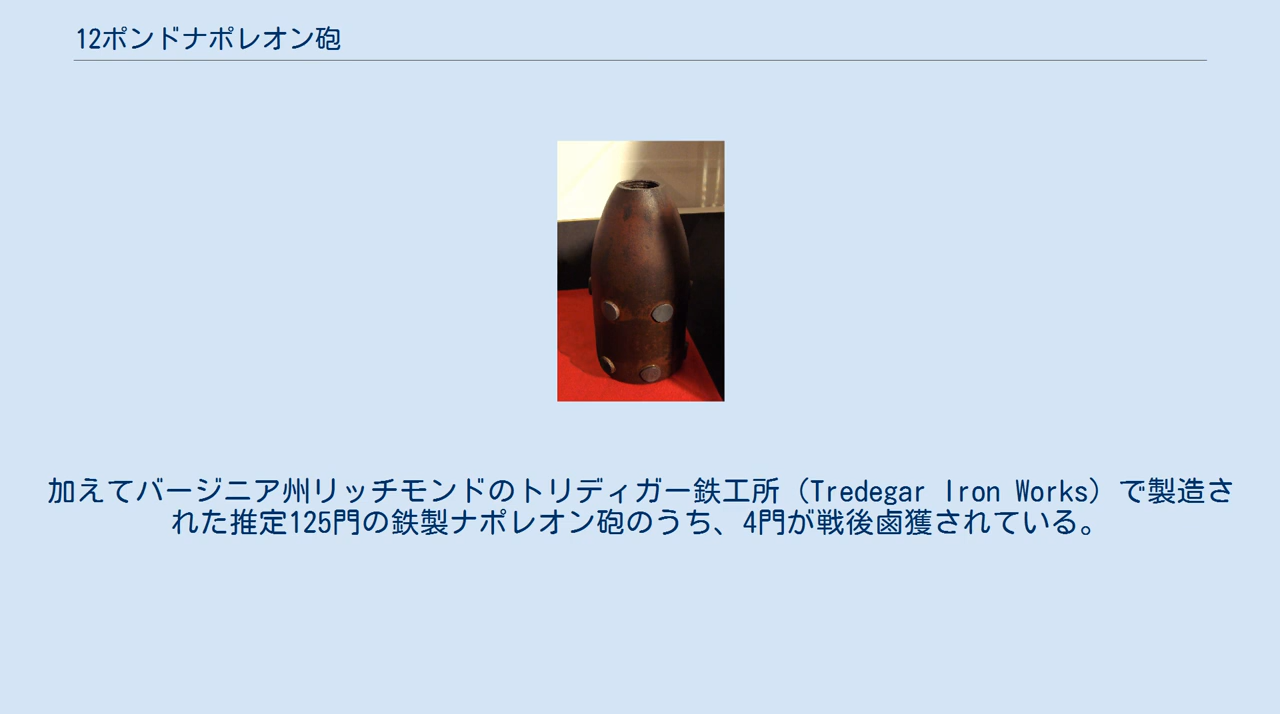 12ポンドナポレオン砲
加えてバージニア州リッチモンドのトリディガー鉄工所（Tredegar Iron Works）で製造さ
れた推定125門の鉄製ナポレオン砲のうち、4門が戦後鹵獲されている。